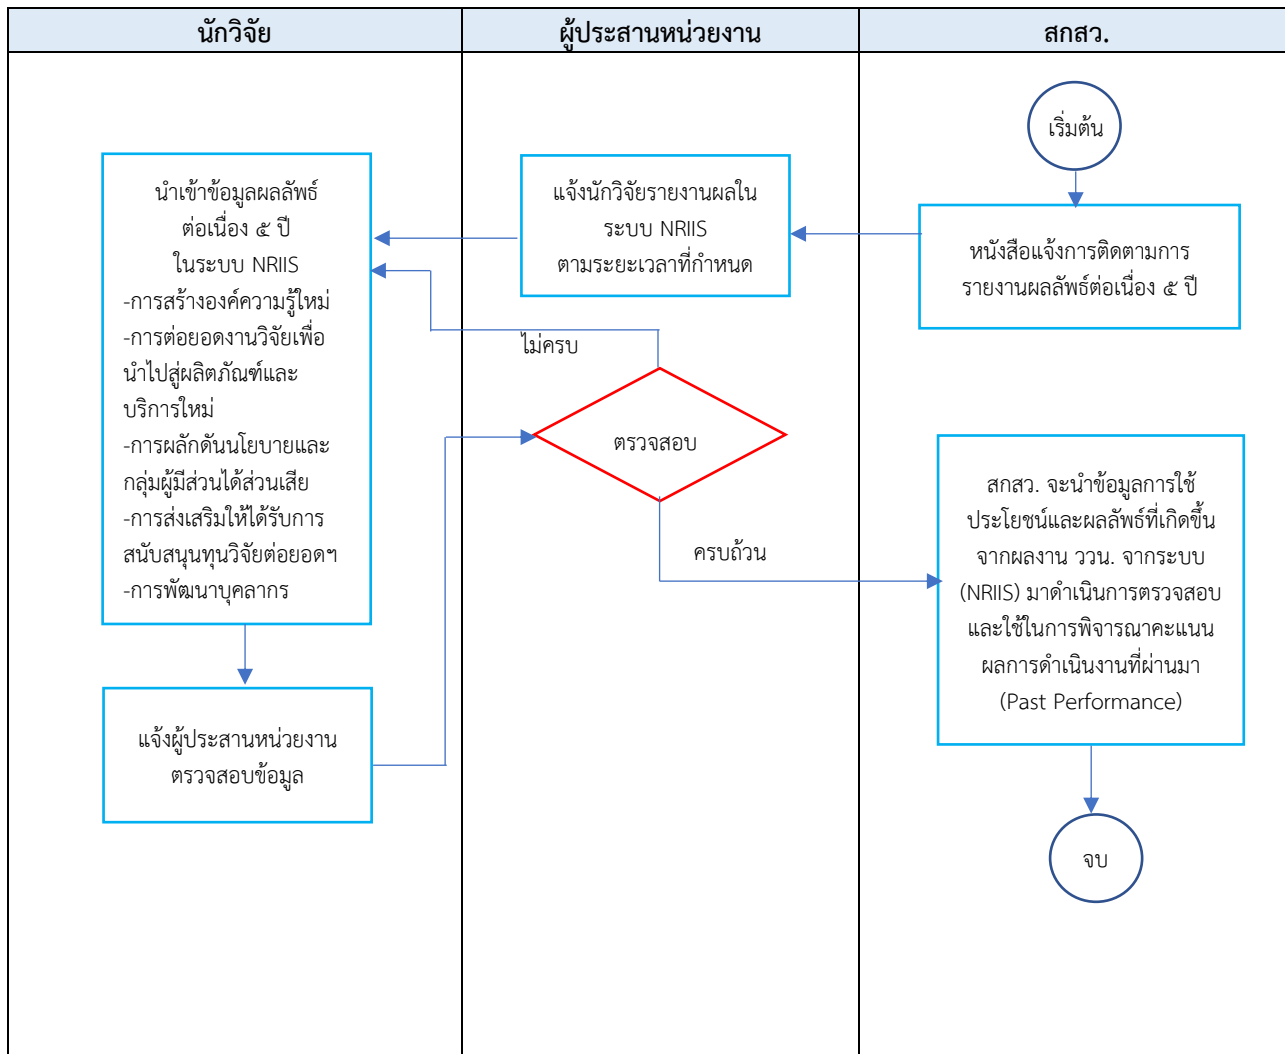 นักวิจัย
ผู้ประสานหน่วยงาน
สกสว.
เริ่มต้น
หนังสือแจ้งการติดตามการ
รายงานผลลัพธ์ต่อเนื่อง ๕ ปี
แจ้งนักวิจัยรายงานผลใน
ระบบ NRIIS
ตามระยะเวลาที่กำหนด
นำเข้าข้อมูลผลลัพธ์
ต่อเนื่อง ๕ ปี
ในระบบ NRIIS
-การสร้างองค์ความรู้ใหม่
-การต่อยอดงานวิจัยเพื่อ
นำไปสู่ผลิตภัณฑ์และ
บริการใหม่
-การผลักดันนโยบายและ
กลุ่มผู้มีส่วนได้ส่วนเสีย
-การส่งเสริมให้ได้รับการ
สนับสนุนทุนวิจัยต่อยอดฯ
-การพัฒนาบุคลากร
แจ้งผู้ประสานหน่วยงาน
ตรวจสอบข้อมูล
ไม่ครบ
ตรวจสอบ
ครบถ้วน
สกสว. จะนำข้อมูลการใช้
ประโยชน์และผลลัพธ์ที่เกิดขึ้น
จากผลงาน ววน. จากระบบ
(NRIIS) มาดำเนินการตรวจสอบ
และใช้ในการพิจารณาคะแนน
ผลการดำเนินงานที่ผ่านมา
(Past Performance)
จบ